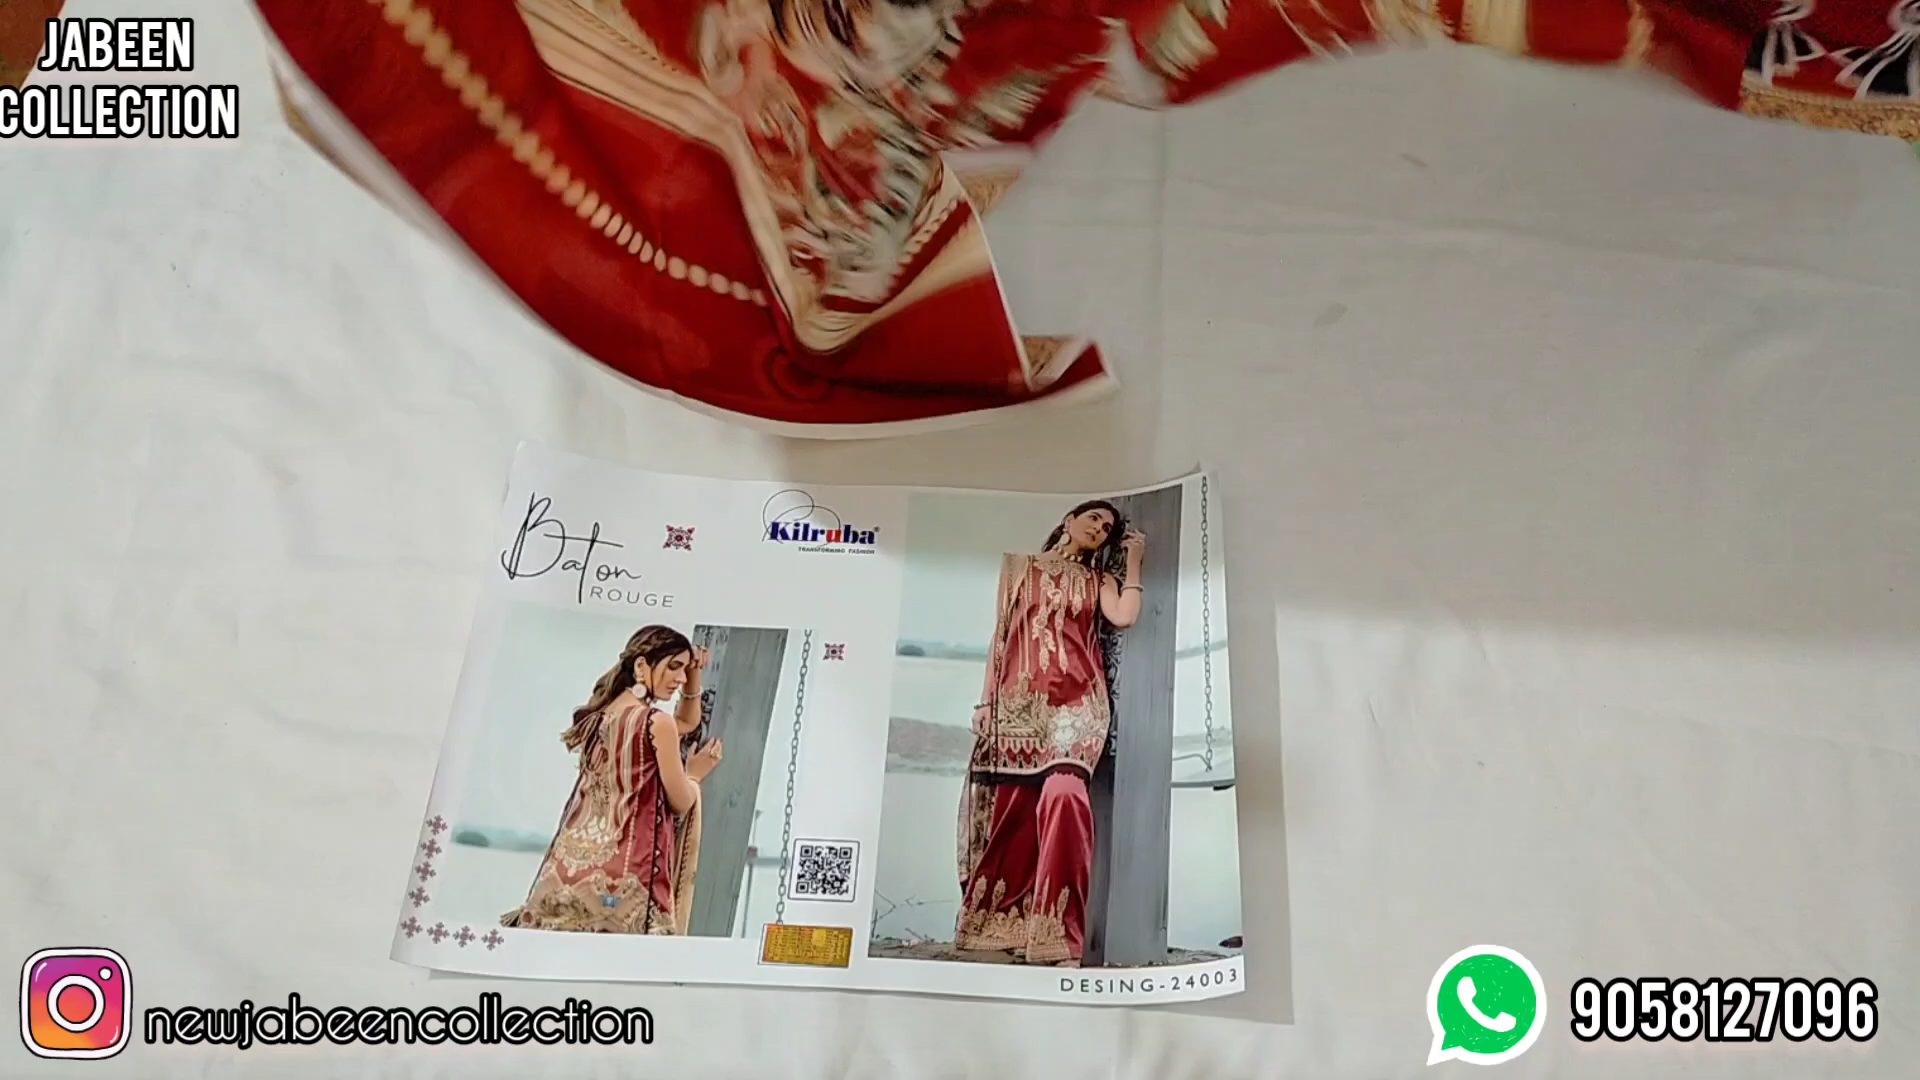 JABEEN
COLLECTION
Baton
ROUGE
Kilruba®
TRANSFORMING FASHION
DESING-24003
newjabeencollection
9058127096